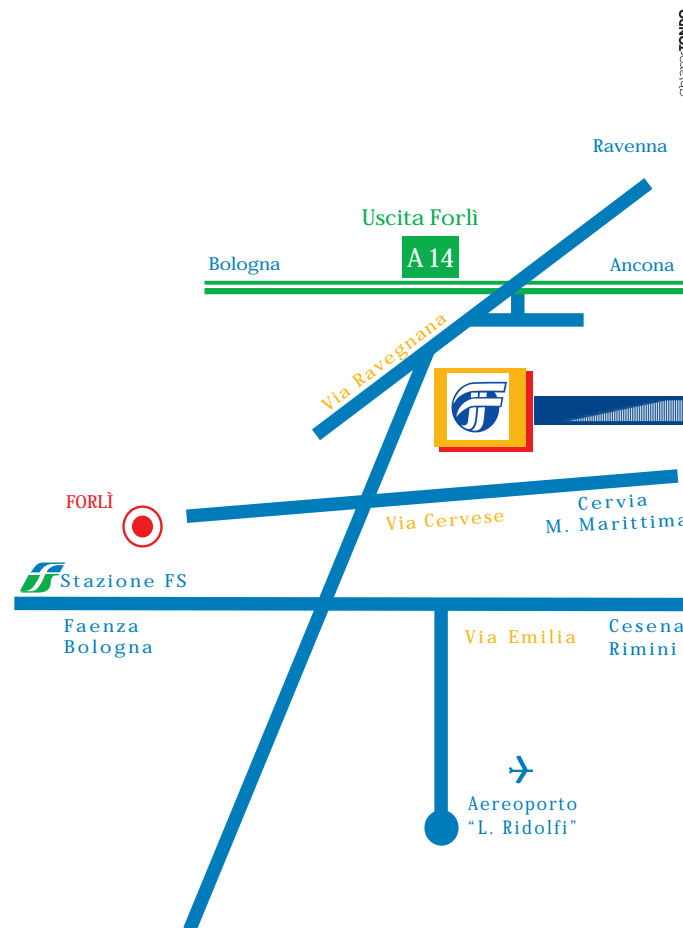 TONDO
Ravenna
Uscita Forlì
A 14
Bologna
Ancona
Via Ravegnana
FORLÌ
Cervia
M. Marittima
Via Cervese
Stazione FS
Faenza
Bologna
Via Emilia
Cesena
Rimini
Aereoporto
“L. Ridolfi”